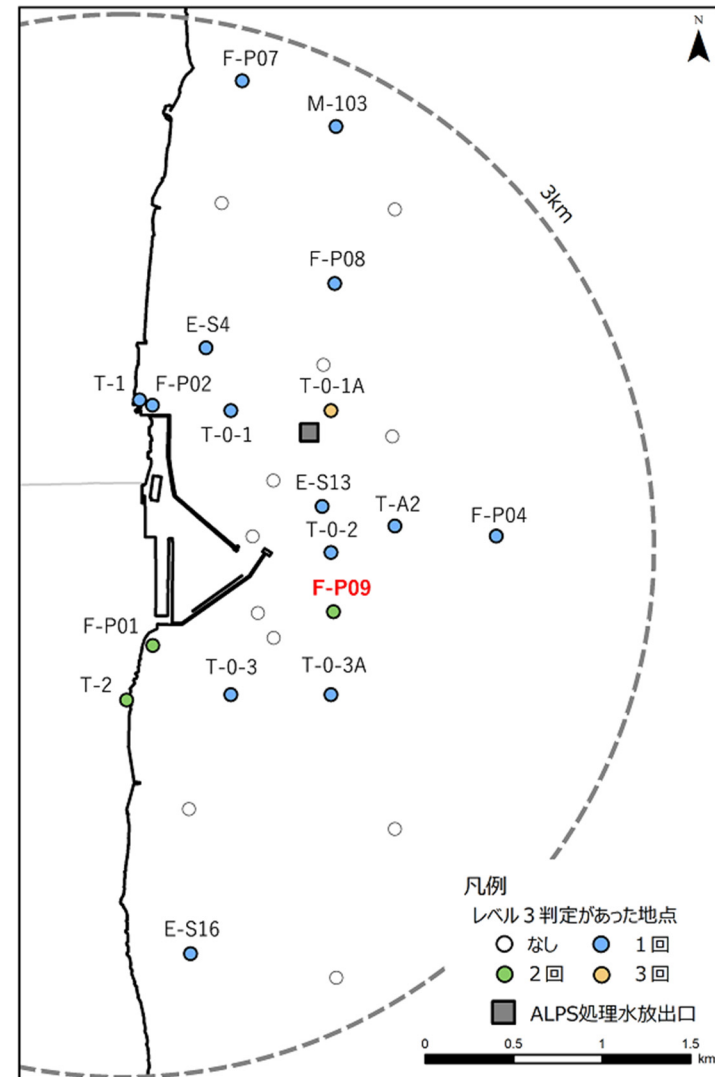 N
F-P07
M-103
3km
F-P08
E-S4
T-1
F-P02
T-0-1A
T-0-1
E-S13
T-A2
F-P04
T-0-2
F-P09
F-P01
T-0-3
T-0-3A
T-2
E-S16
凡例
レベル3判定があった地点
なし 1回
2回 3回
ALPS処理水放出口
0 0.5 1 1.5
km